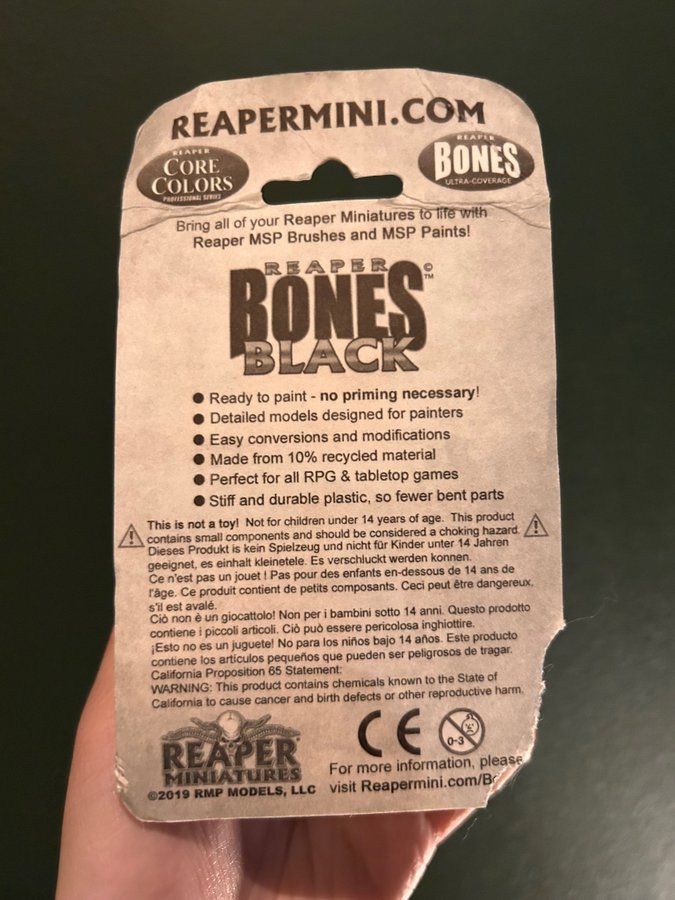 REAPERMINI.COM
REAPER
CORE
COLORS
PROFESSIONAL SERIES
REAPER
BONES
ULTRA-COVERAGE
Bring all of your Reaper Miniatures to life with
Reaper MSP Brushes and MSP Paints!
REAPER ©
BONES ™
BLACK
● Ready to paint - no priming necessary!
● Detailed models designed for painters
● Easy conversions and modifications
● Made from 10% recycled material
● Perfect for all RPG & tabletop games
● Stiff and durable plastic, so fewer bent parts
This is not a toy! Not for children under 14 years of age. This product
contains small components and should be considered a choking hazard.
Dieses Produkt is kein Spielzeug und nicht für Kinder unter 14 Jahren
geeignet, es einhalt kleinetele. Es verschluckt werden konnen.
Ce n'est pas un jouet ! Pas pour des enfants en-dessous de 14 ans de
l'âge. Ce produit contient de petits composants. Ceci peut être dangereux,
s'il est avalé.
Ciò non è un giocattolo! Non per i bambini sotto 14 anni. Questo prodotto
contiene i piccoli articoli. Ciò può essere pericolosa inghiottire.
¡Esto no es un juguete! No para los niños bajo 14 años. Este producto
contiene los artículos pequeños que pueden ser peligrosos de tragar.
California Proposition 65 Statement:
WARNING: This product contains chemicals known to the State of
California to cause cancer and birth defects or other reproductive harm.
REAPER
MINIATURES
©2019 RMP MODELS, LLC
CE
0-3
For more information, please
visit Reapermini.com/B